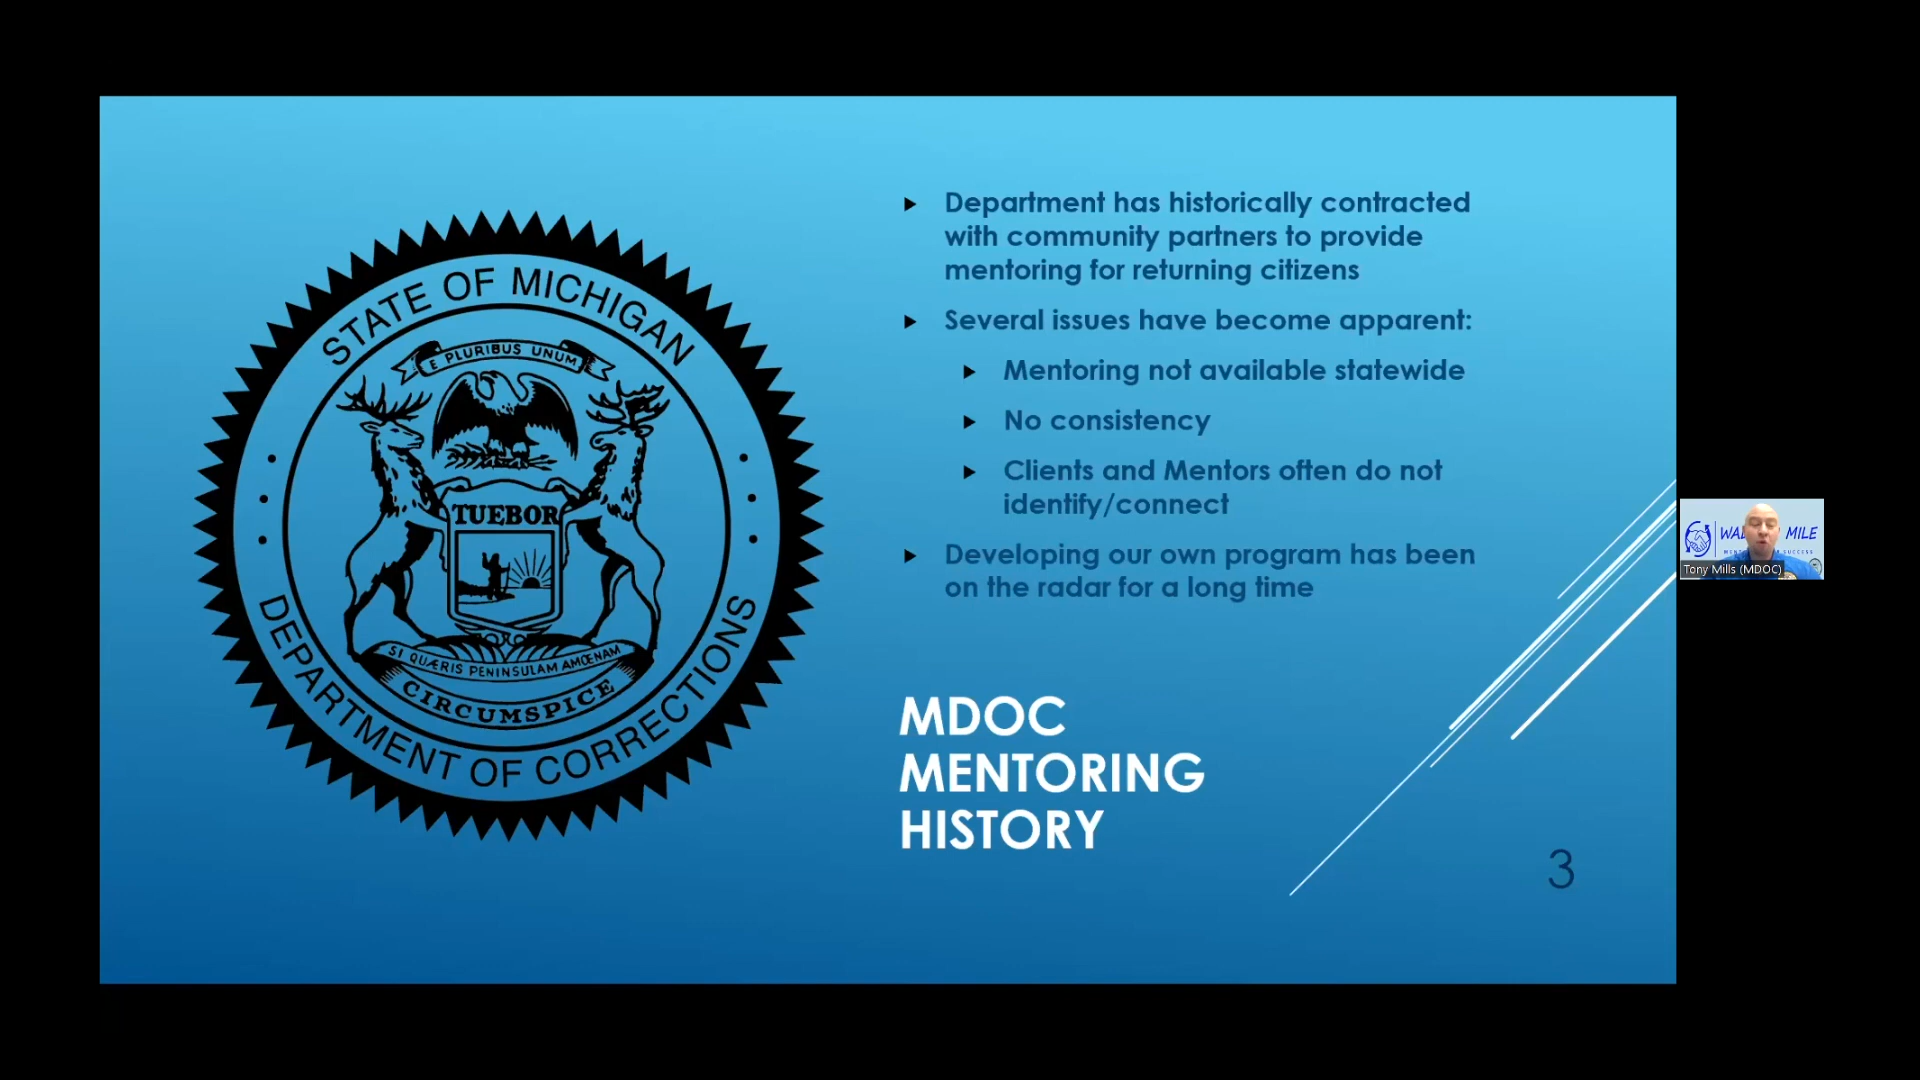 STATE OF MICHIGAN
E PLURIBUS UNUM
TUEBOR
SI QUÆRIS PENINSULAM AMŒNAM
CIRCUMSPICE
DEPARTMENT OF CORRECTIONS
Department has historically contracted
with community partners to provide
mentoring for returning citizens
Several issues have become apparent:
Mentoring not available statewide
No consistency
Clients and Mentors often do not
identify/connect
Developing our own program has been
on the radar for a long time
MDOC
MENTORING
HISTORY
3
MILE
SUCCESS
Tony Mills (MDOC)